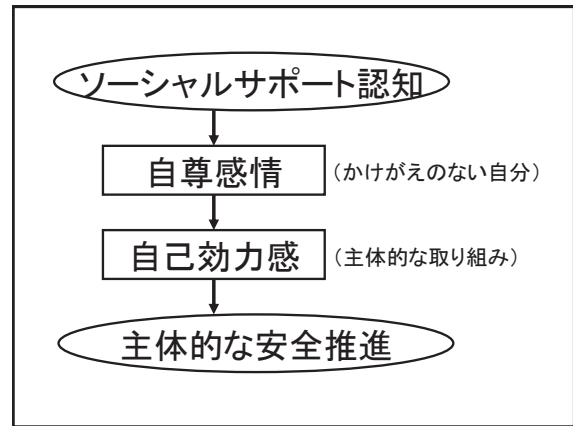 ソーシャルサポート認知
自尊感情 （かけがえのない自分）
自己効力感 （主体的な取り組み）
主体的な安全推進